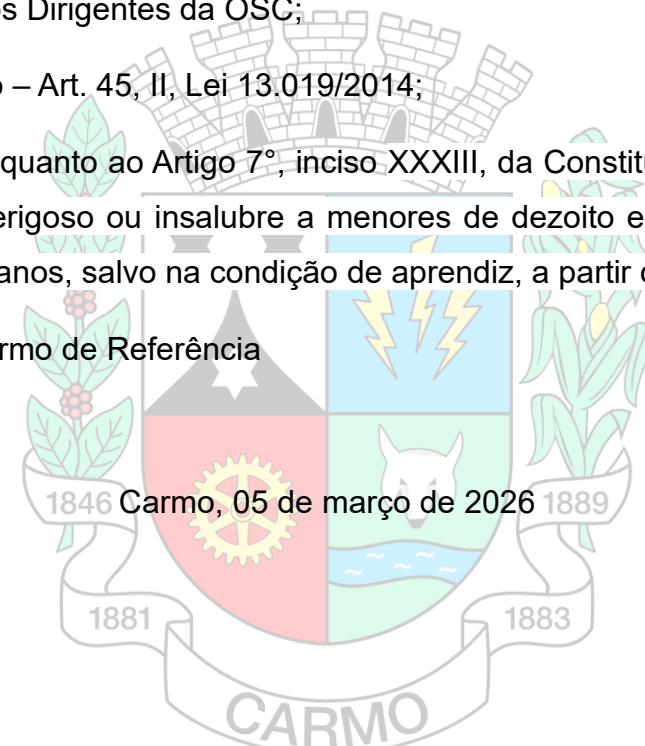 os Dirigentes da OSC;
o – Art. 45, II, Lei 13.019/2014;
quanto ao Artigo 7°, inciso XXXIII, da Constitu
erigoso ou insalubre a menores de dezoito e
anos, salvo na condição de aprendiz, a partir
rmo de Referência
1846 Carmo, 05 de março de 2026 1889
1881 1883
CARMO